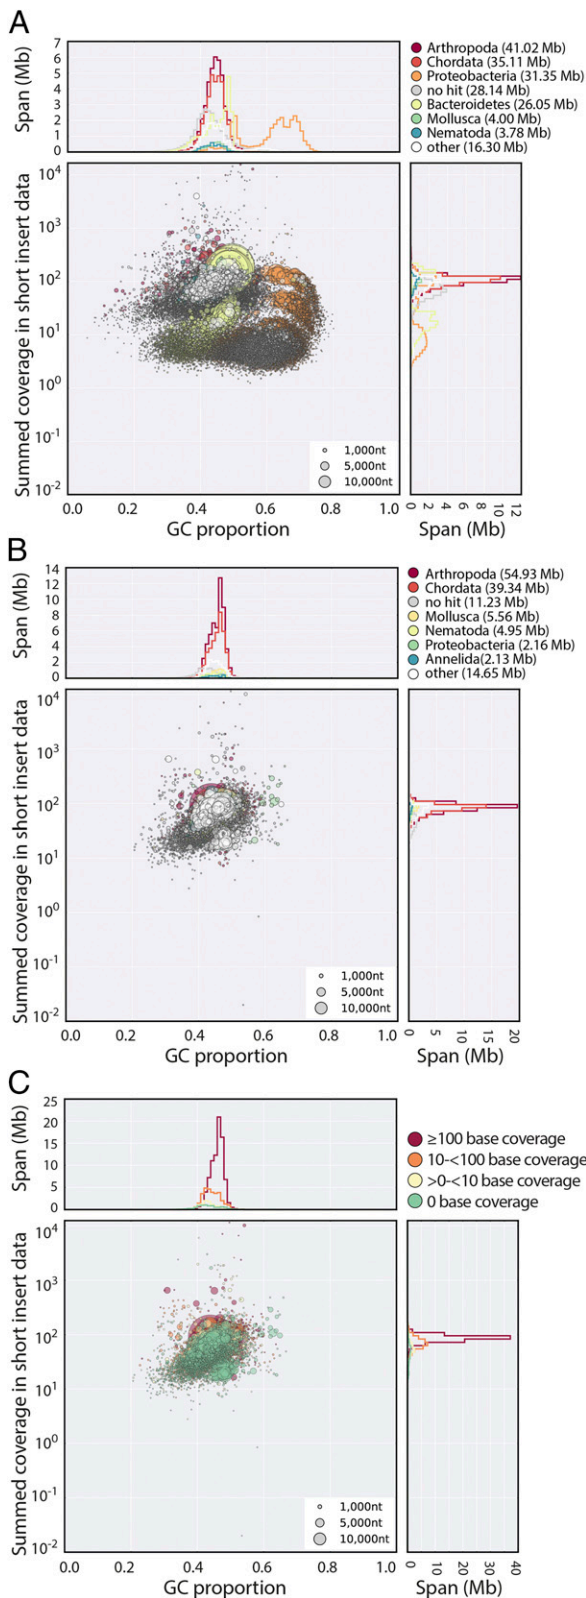 A
Span (Mb)
7
6
5
4
3
2
1
0
Arthropoda (41.02 Mb)
Chordata (35.11 Mb)
Proteobacteria (31.35 Mb)
no hit (28.14 Mb)
Bacteroidetes (26.05 Mb)
Mollusca (4.00 Mb)
Nematoda (3.78 Mb)
other (16.30 Mb)
Summed coverage in short insert data
10^4
10^3
10^2
10^1
10^0
10^-1
10^-2
1,000nt
5,000nt
10,000nt
0.0 0.2 0.4 0.6 0.8 1.0
GC proportion
0 2 4 6 8 10 12
Span (Mb)
B
Span (Mb)
14
12
10
8
6
4
2
0
Arthropoda (54.93 Mb)
Chordata (39.34 Mb)
no hit (11.23 Mb)
Mollusca (5.56 Mb)
Nematoda (4.95 Mb)
Proteobacteria (2.16 Mb)
Annelida(2.13 Mb)
other (14.65 Mb)
Summed coverage in short insert data
10^4
10^3
10^2
10^1
10^0
10^-1
10^-2
1,000nt
5,000nt
10,000nt
0.0 0.2 0.4 0.6 0.8 1.0
GC proportion
0 5 10 15 20
Span (Mb)
C
Span (Mb)
25
20
15
10
5
0
≥100 base coverage
10-<100 base coverage
>0-<10 base coverage
0 base coverage
Summed coverage in short insert data
10^4
10^3
10^2
10^1
10^0
10^-1
10^-2
1,000nt
5,000nt
10,000nt
0.0 0.2 0.4 0.6 0.8 1.0
GC proportion
0 10 20 30 40
Span (Mb)